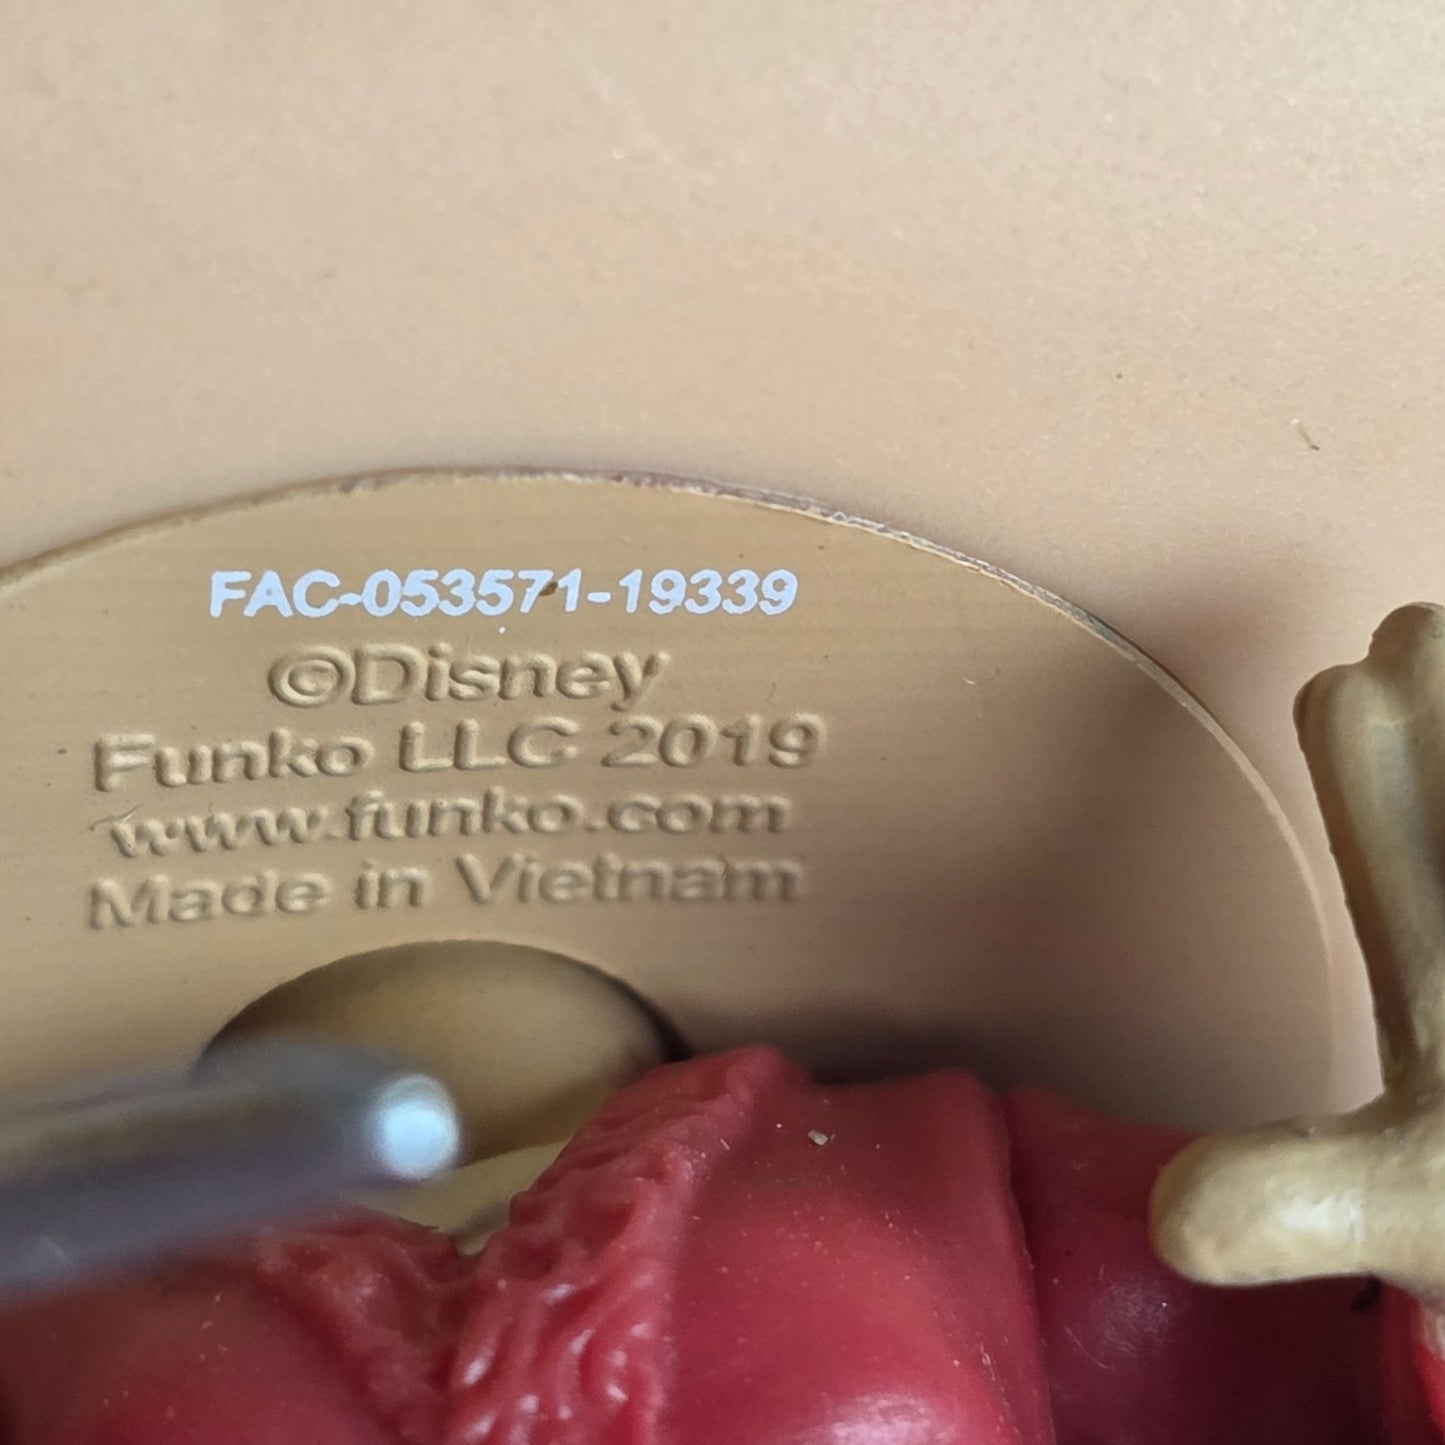 FAC-053571-19339
©Disney
Funko LLC 2019
www.funko.com
Made in Vietnam